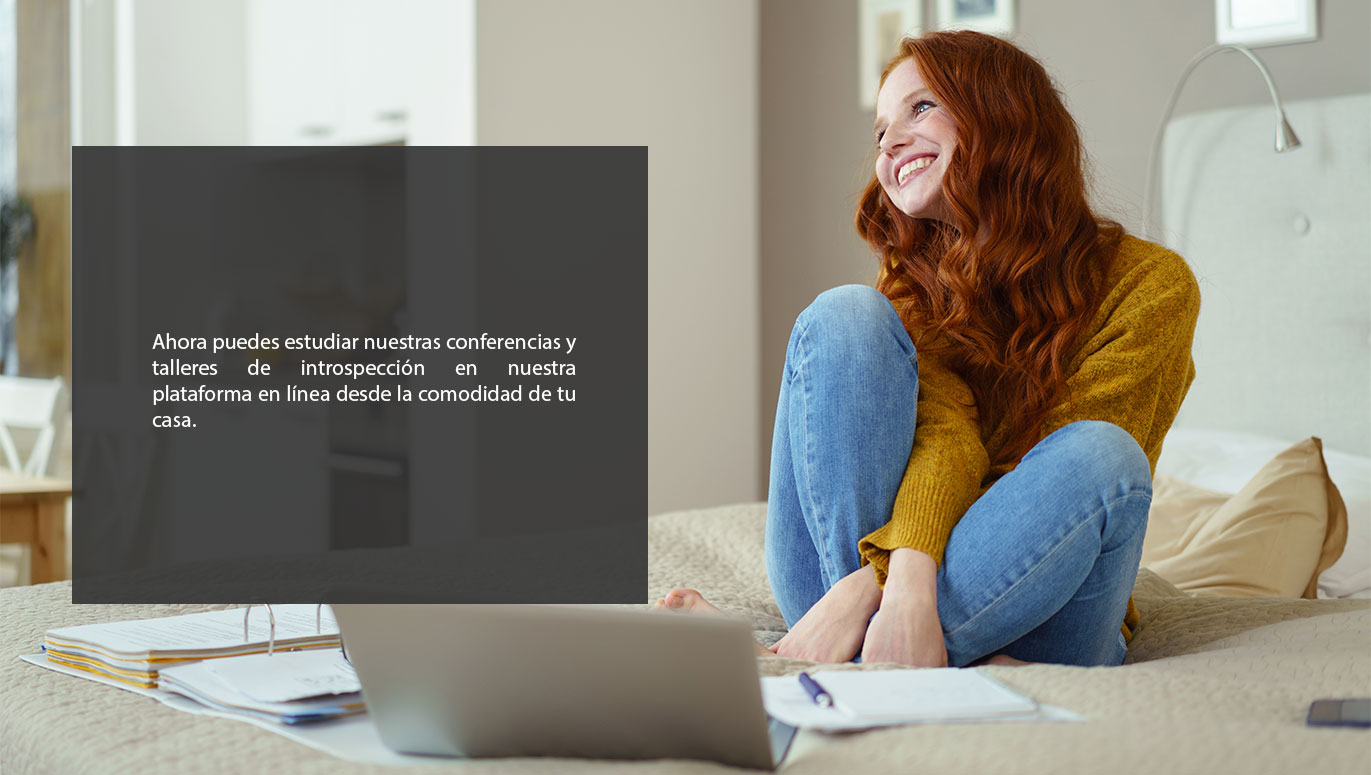 Ahora puedes estudiar nuestras conferencias y
talleres de introspección en nuestra
plataforma en línea desde la comodidad de tu
casa.